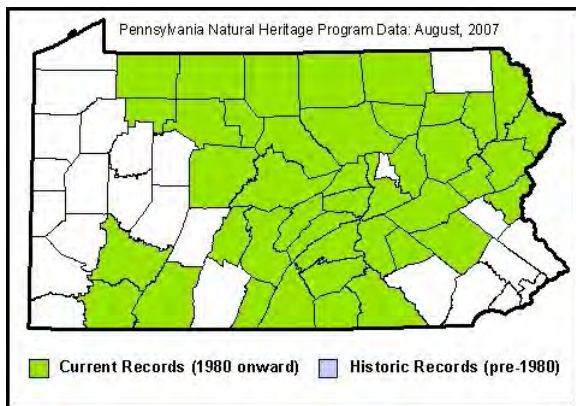 Pennsylvania Natural Heritage Program Data: August, 2007
Current Records (1980 onward) Historic Records (pre-1980)